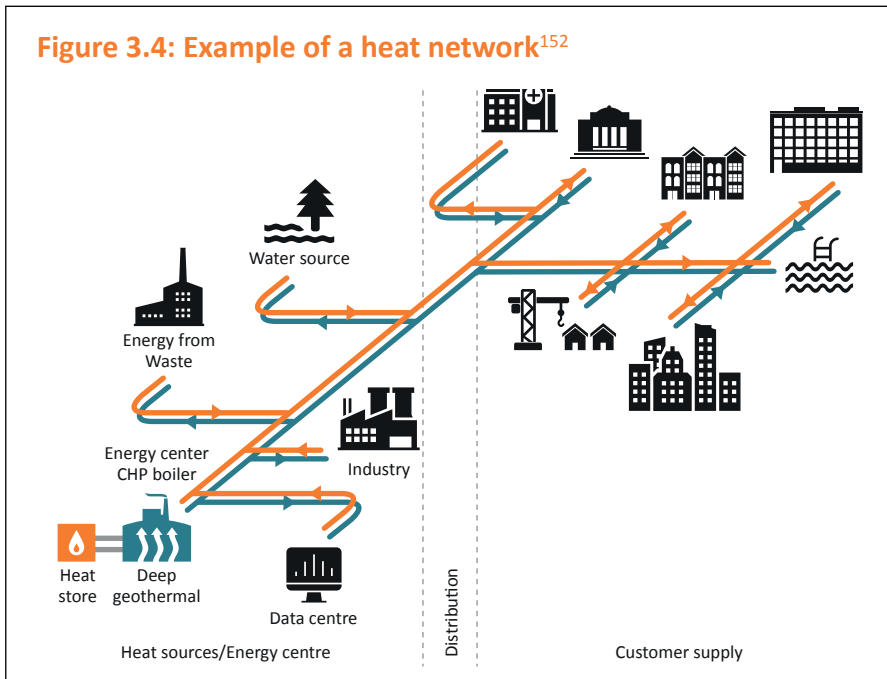 Figure 3.4: Example of a heat network152
Water source
Energy from
Waste
Energy center
CHP boiler
Industry
Heat
store
Deep
geothermal
Data centre
Distribution
Heat sources/Energy centre
Customer supply